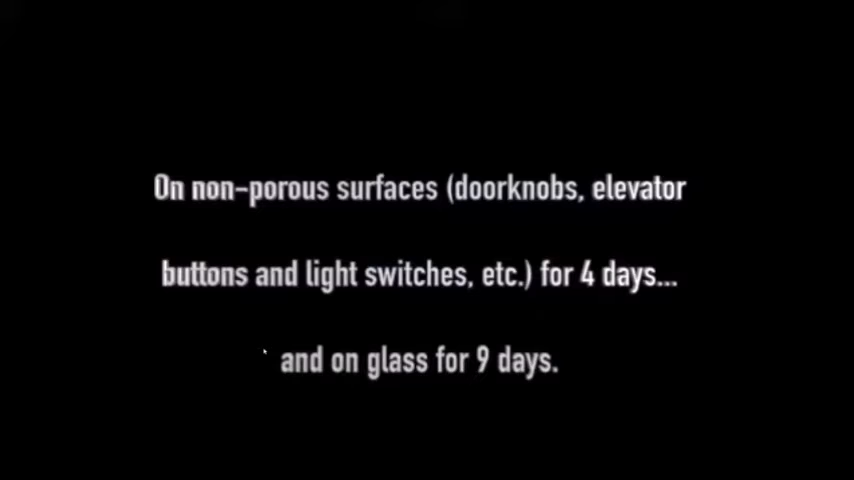 On non-porous surfaces (doorknobs, elevator
buttons and light switches, etc.) for 4 days...
and on glass for 9 days.